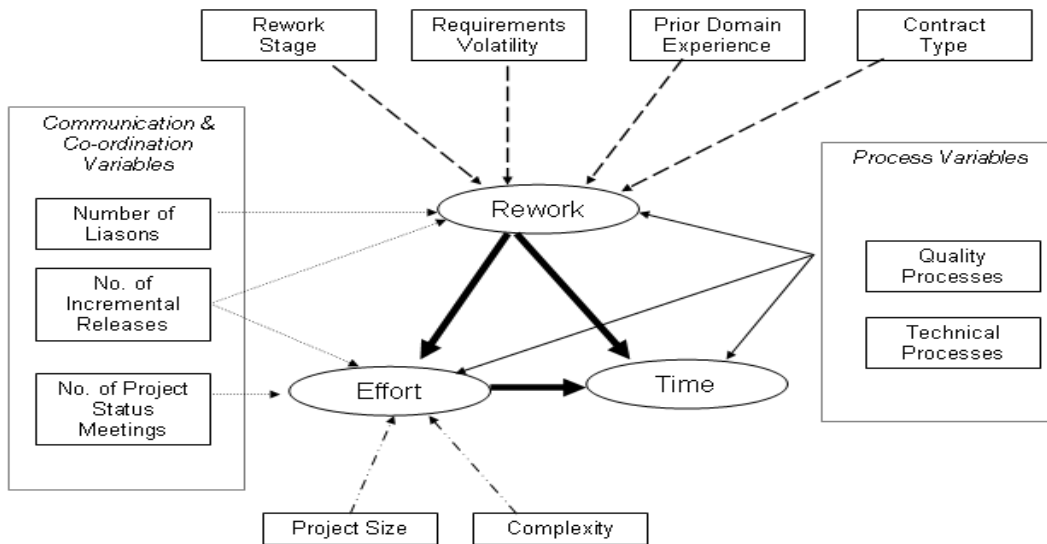 Rework
Stage
Requirements
Volatility
Prior Domain
Experience
Contract
Type
Communication &
Co-ordination
Variables
Number of
Liasons
No. of
Incremental
Releases
No. of Project
Status
Meetings
Rework
Effort
Time
Process Variables
Quality
Processes
Technical
Processes
Project Size
Complexity